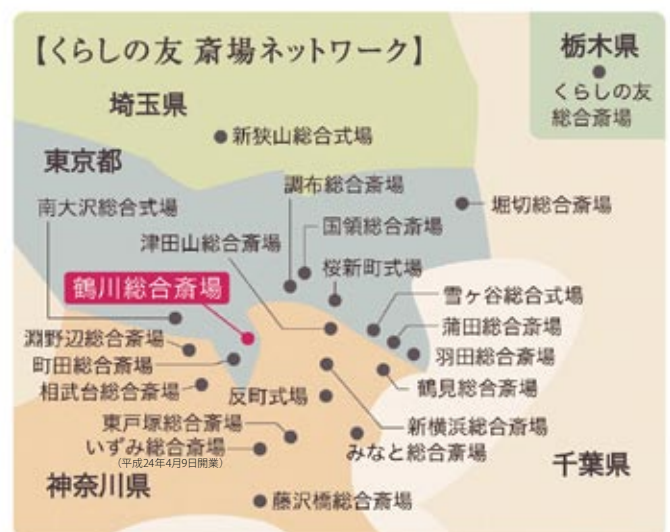 【くらしの友 斎場ネットワーク】
栃木県
くらしの友
総合斎場
埼玉県
新狭山総合式場
東京都
調布総合斎場
南大沢総合式場
堀切総合斎場
国領総合斎場
津田山総合斎場
桜新町式場
鶴川総合斎場
雪ヶ谷総合式場
蒲田総合斎場
淵野辺総合斎場
羽田総合斎場
町田総合斎場
相武台総合斎場
反町式場
鶴見総合斎場
東戸塚総合斎場
新横浜総合斎場
いずみ総合斎場
(平成24年4月9日開業)
みなと総合斎場
千葉県
神奈川県
藤沢橋総合斎場